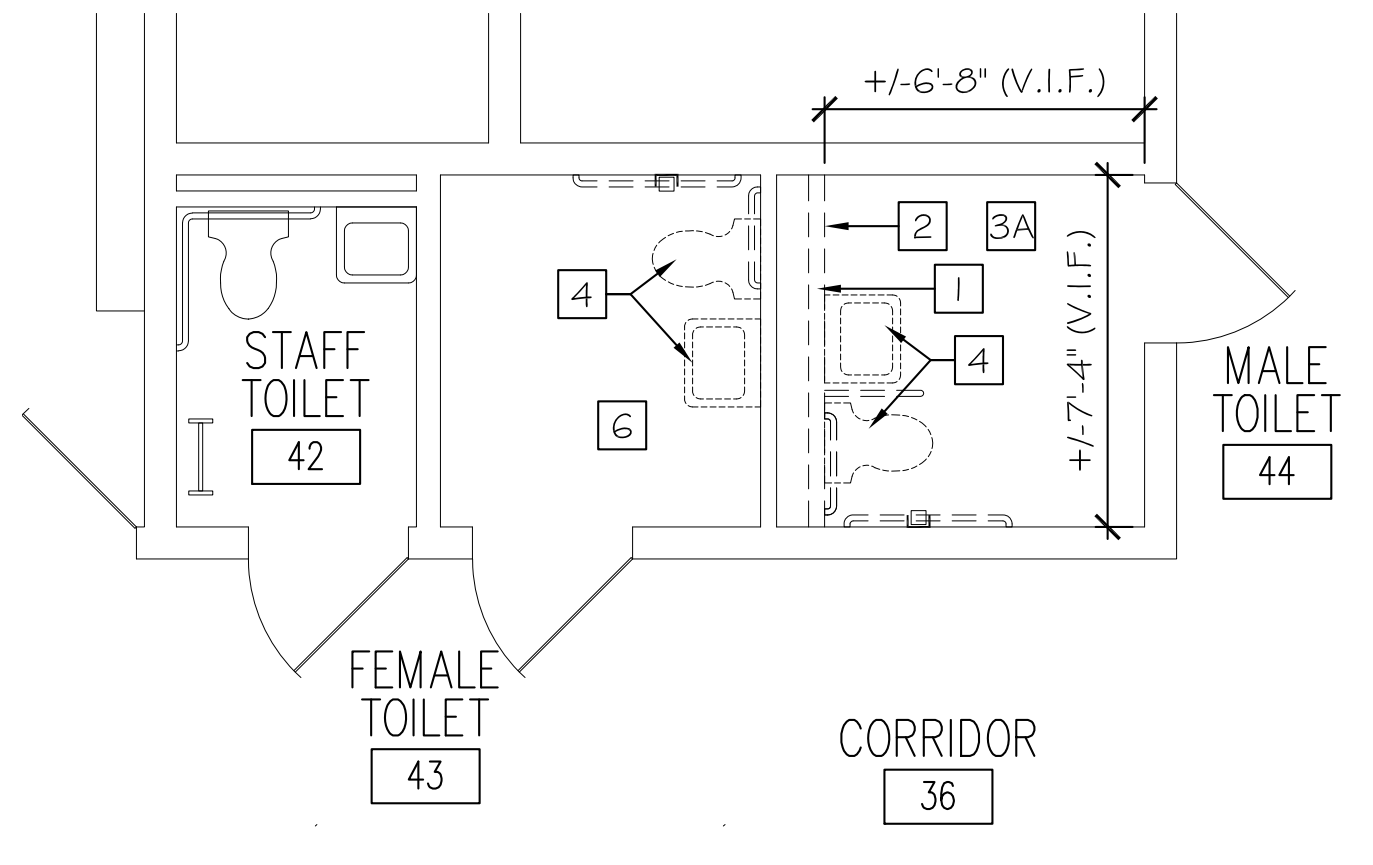 +/-6'-8" (V.I.F.)
2
3A
4
1
+/-7'-4" (V.I.F.)
STAFF
TOILET
42
4
MALE
TOILET
44
6
FEMALE
TOILET
43
CORRIDOR
36